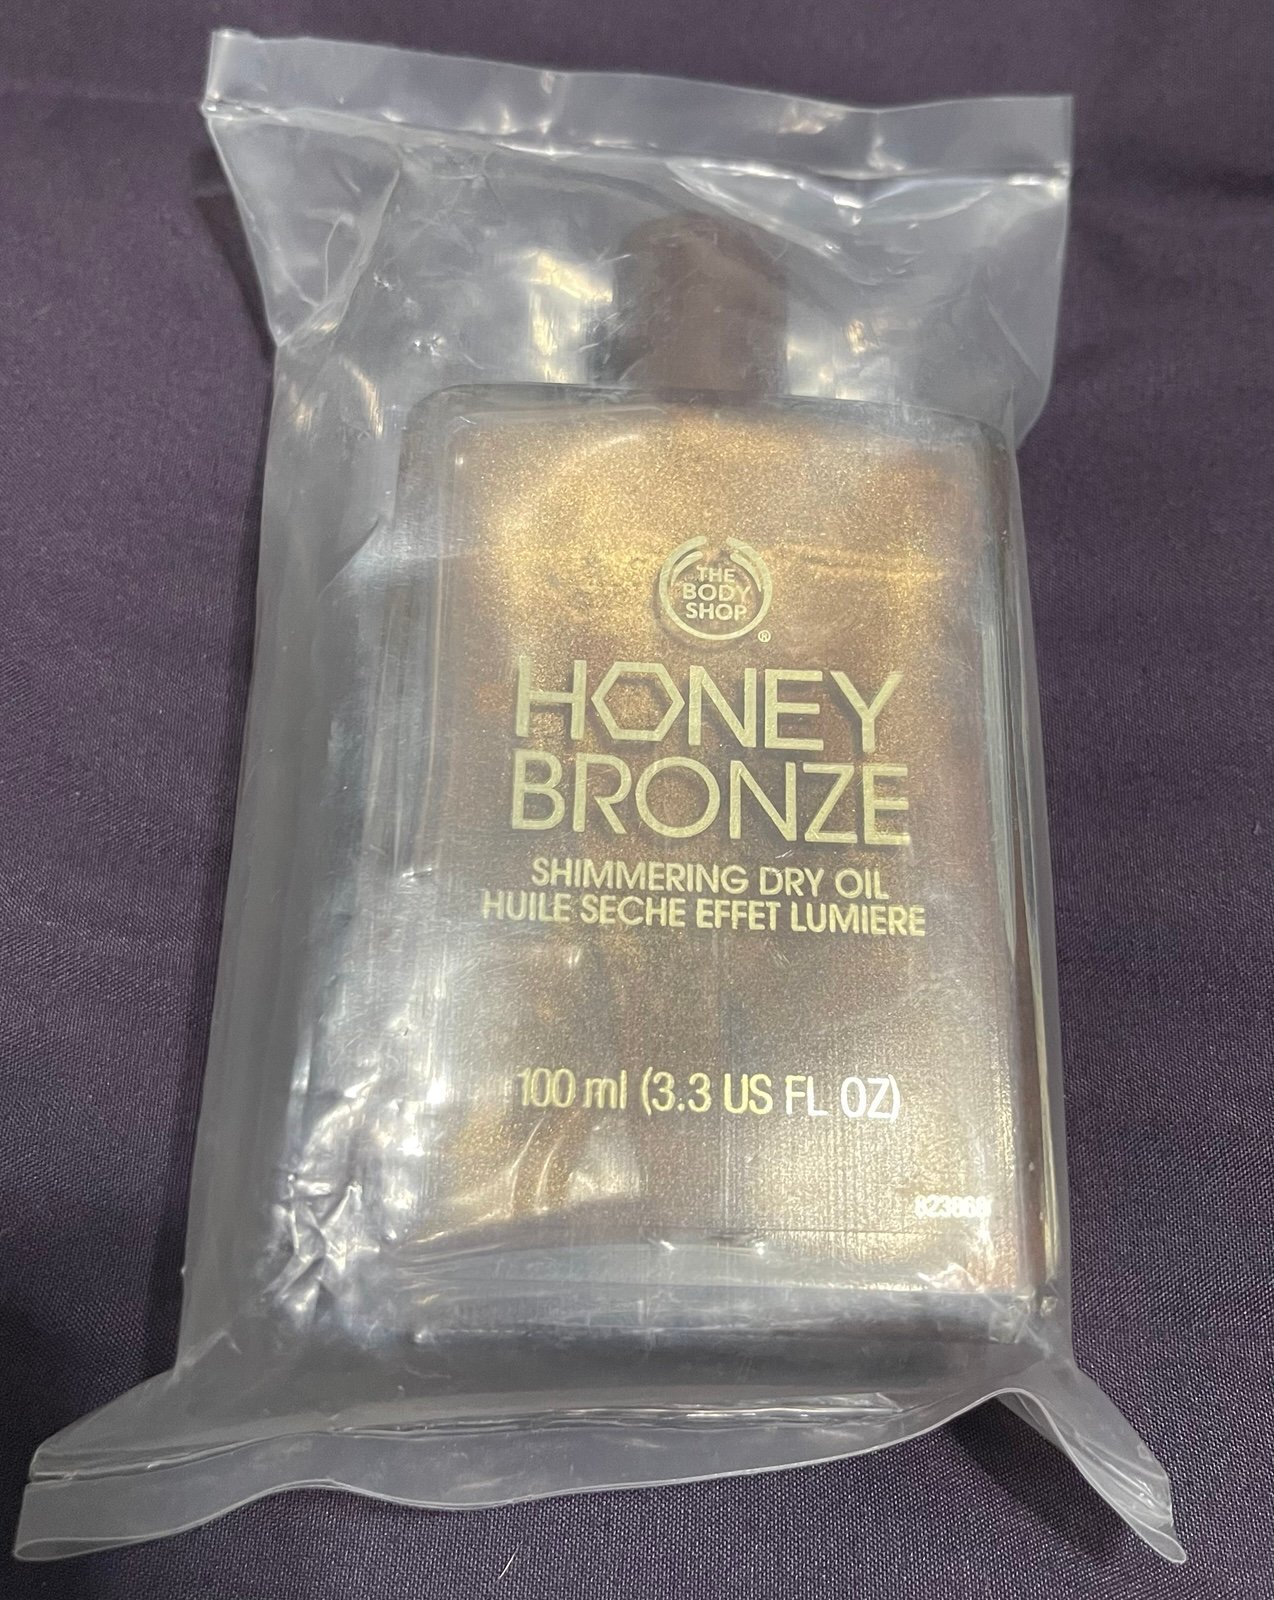 THE
BODY
SHOP
®
HONEY
BRONZE
SHIMMERING DRY OIL
HUILE SECHE EFFET LUMIERE
100 ml (3.3 US FL OZ)